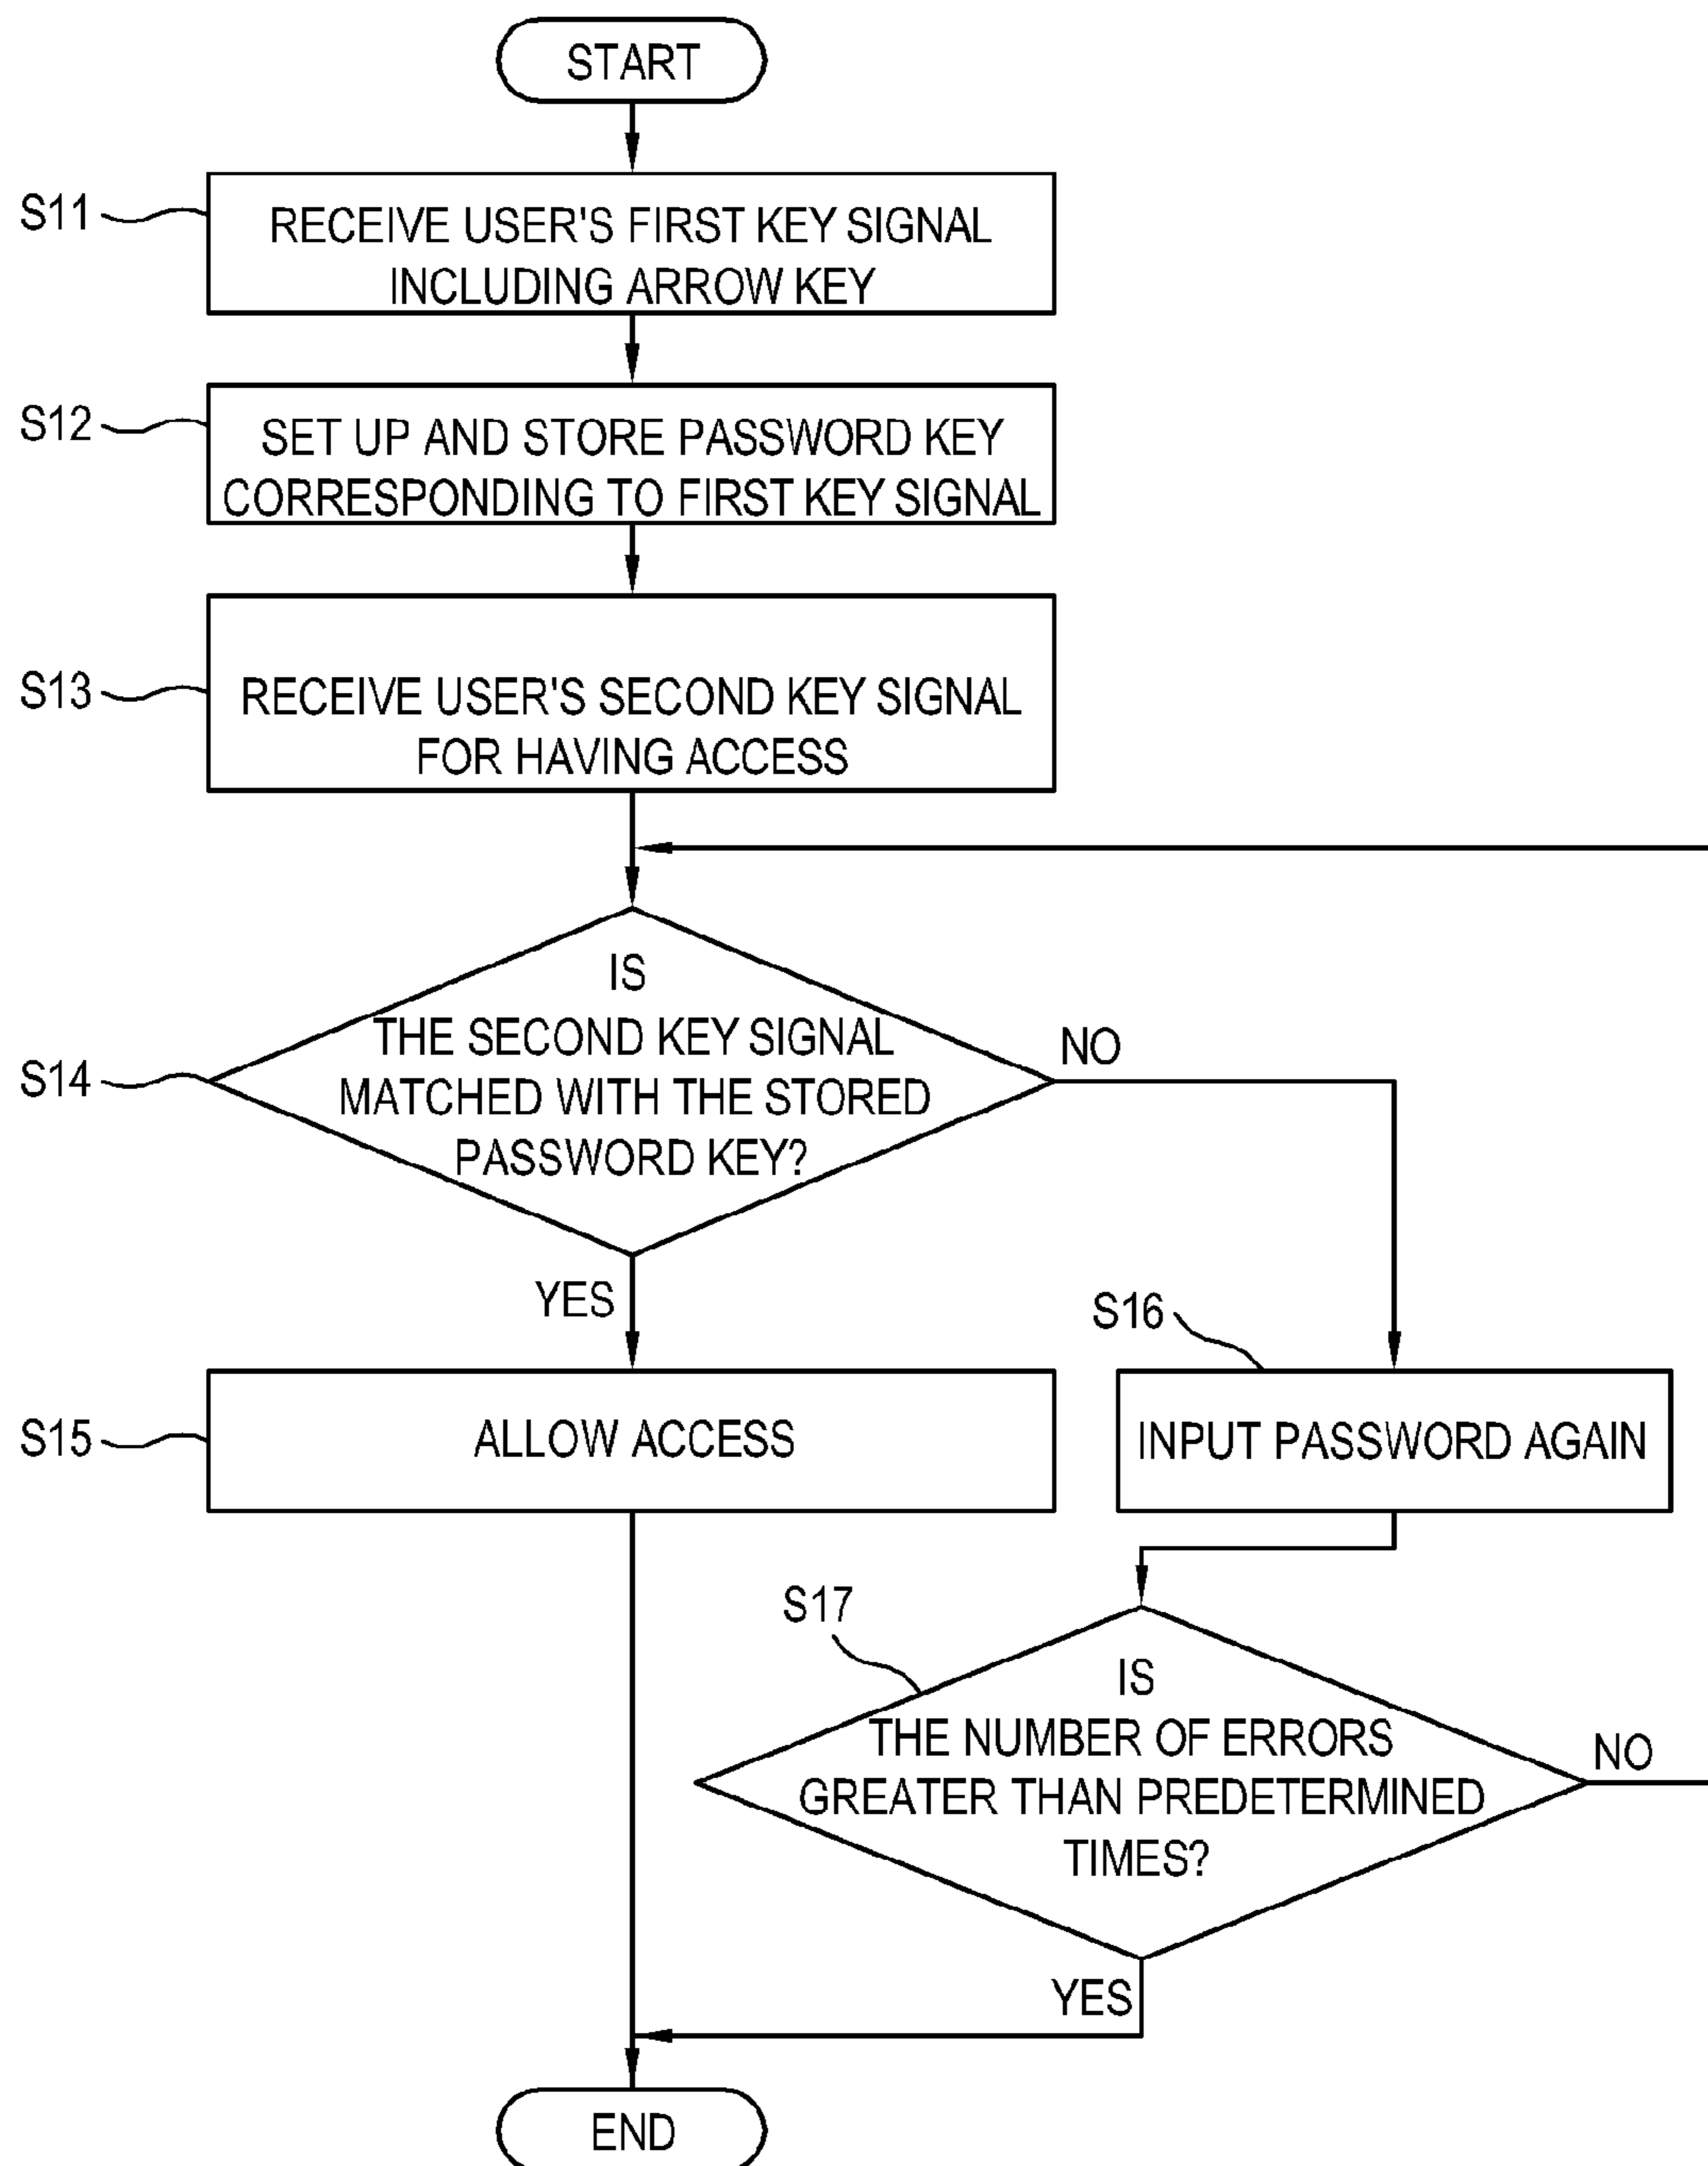 START
S11
RECEIVE USER'S FIRST KEY SIGNAL
INCLUDING ARROW KEY
S12
SET UP AND STORE PASSWORD KEY
CORRESPONDING TO FIRST KEY SIGNAL
S13
RECEIVE USER'S SECOND KEY SIGNAL
FOR HAVING ACCESS
S14
IS
THE SECOND KEY SIGNAL
MATCHED WITH THE STORED
PASSWORD KEY?
NO
YES
S15
ALLOW ACCESS
S16
INPUT PASSWORD AGAIN
S17
IS
THE NUMBER OF ERRORS
GREATER THAN PREDETERMINED
TIMES?
NO
YES
END